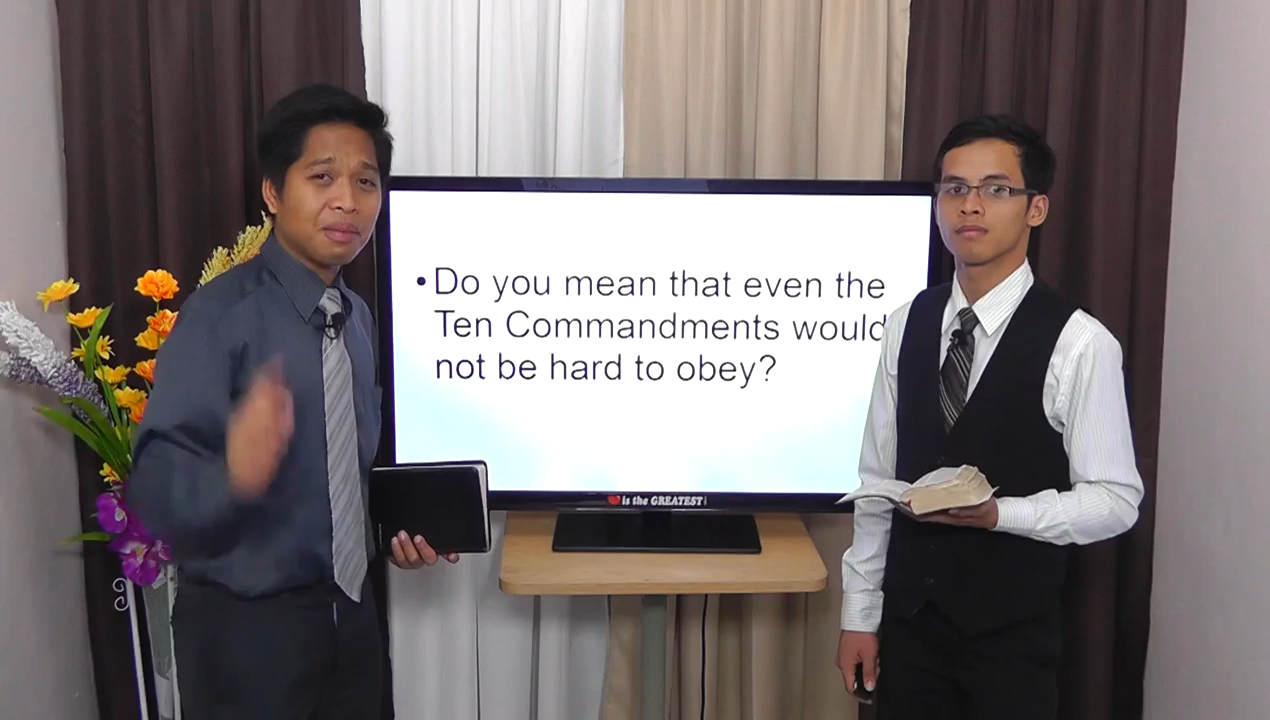 •Do you mean that even the
Ten Commandments would
not be hard to obey?
❤ is the GREATEST!